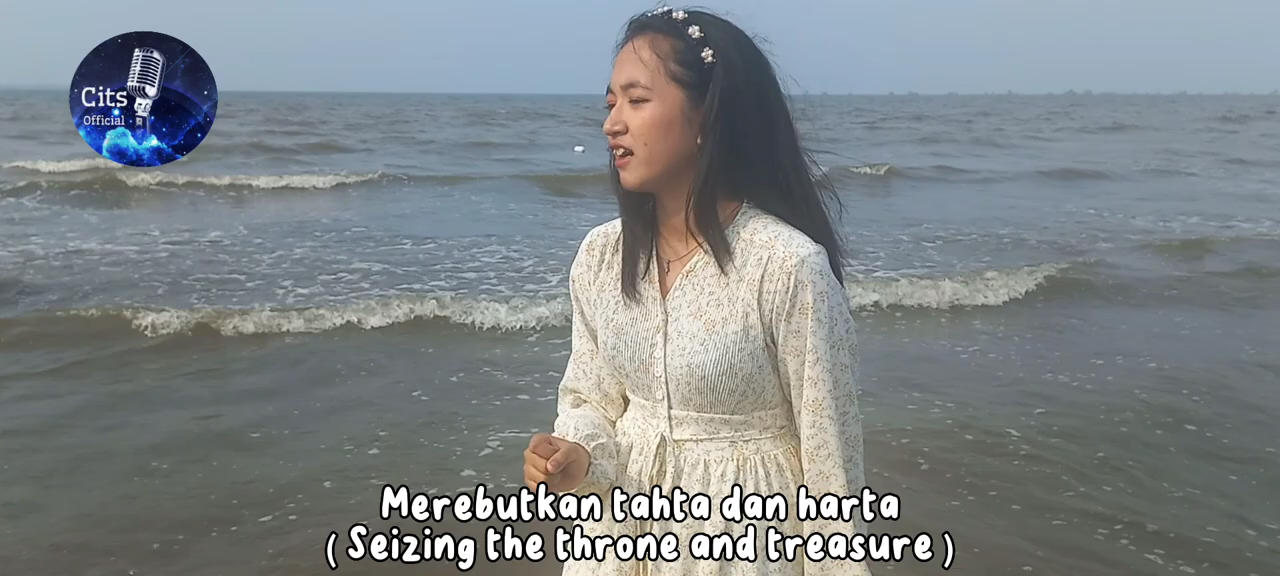 Cits
Official
Merebutkan tahta dan harta
( Seizing the throne and treasure )